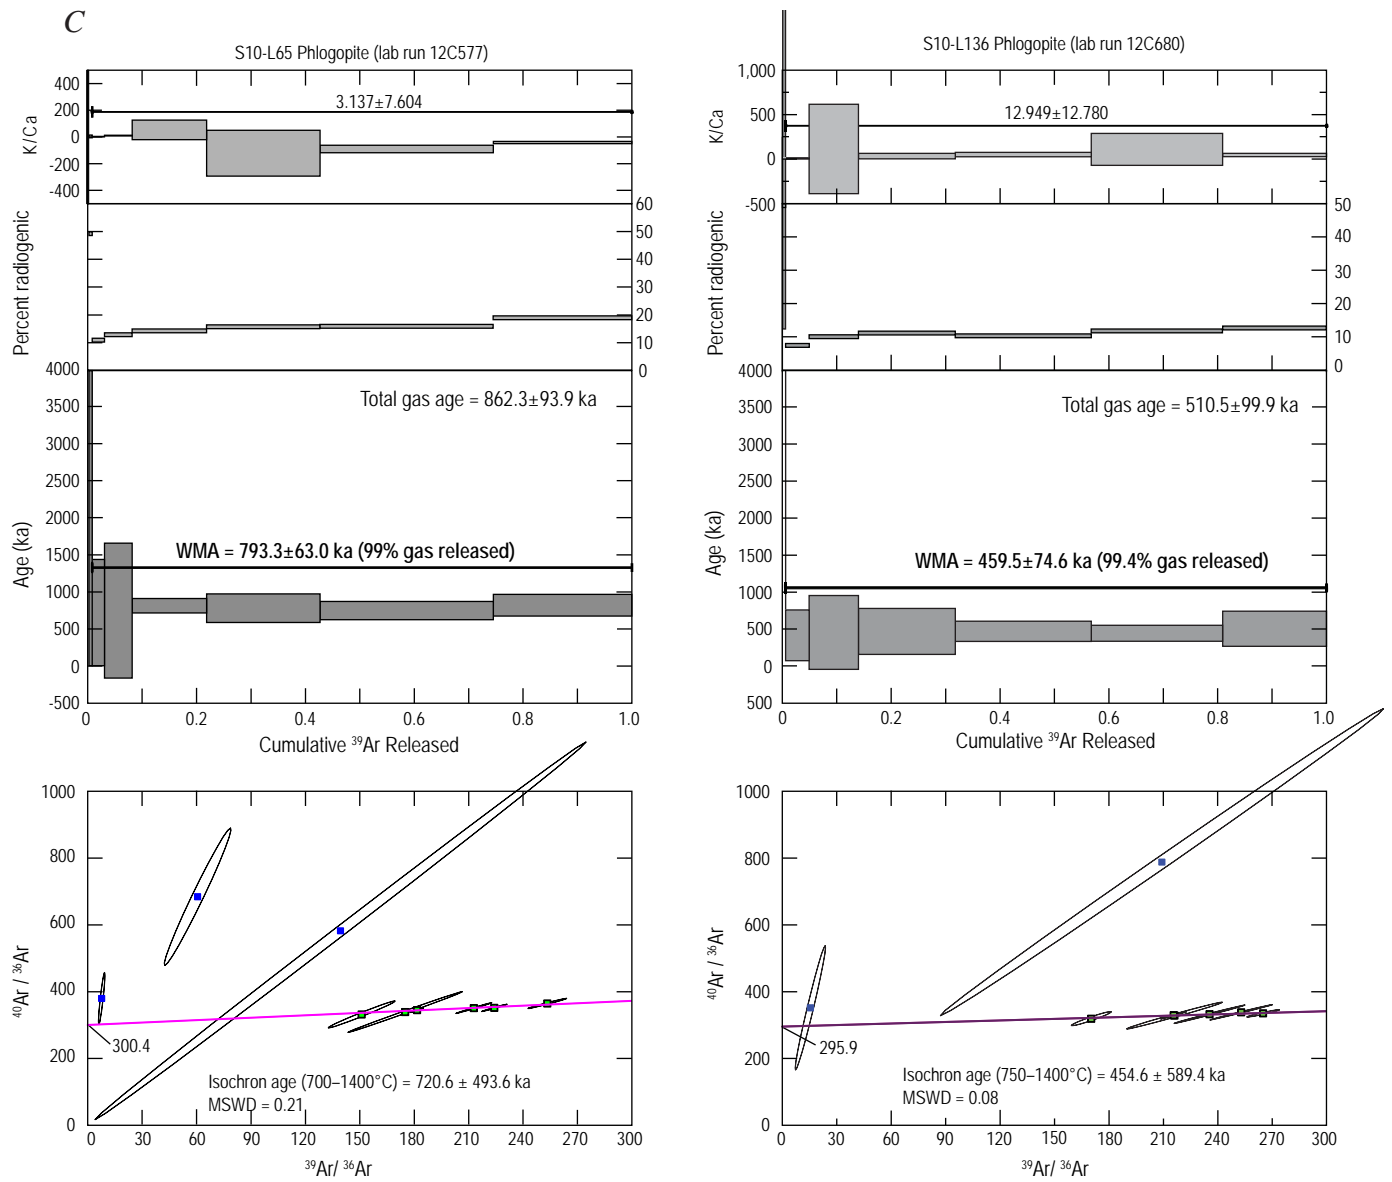 C
S10-L65 Phlogopite (lab run 12C577)
400
200
0
-200
-400
K/Ca
3.137±7.604
60
50
40
30
20
10
0
Percent radiogenic
4000
3500
3000
2500
2000
1500
1000
500
0
-500
Age (ka)
Total gas age = 862.3±93.9 ka
WMA = 793.3±63.0 ka (99% gas released)
0 0.2 0.4 0.6 0.8 1.0
Cumulative ³⁹Ar Released
1000
800
600
400
200
0
⁴⁰Ar / ³⁶Ar
300.4
Isochron age (700–1400°C) = 720.6 ± 493.6 ka
MSWD = 0.21
0 30 60 90 120 150 180 210 240 270 300
³⁹Ar/ ³⁶Ar
S10-L136 Phlogopite (lab run 12C680)
1,000
500
0
-500
K/Ca
12.949±12.780
50
40
30
20
10
0
Percent radiogenic
4000
3500
3000
2500
2000
1500
1000
500
0
500
Age (ka)
Total gas age = 510.5±99.9 ka
WMA = 459.5±74.6 ka (99.4% gas released)
0 0.2 0.4 0.6 0.8 1.0
Cumulative ³⁹Ar Released
1000
800
600
400
200
0
⁴⁰Ar / ³⁶Ar
295.9
Isochron age (750–1400°C) = 454.6 ± 589.4 ka
MSWD = 0.08
0 30 60 90 120 150 180 210 240 270 300
³⁹Ar/ ³⁶Ar